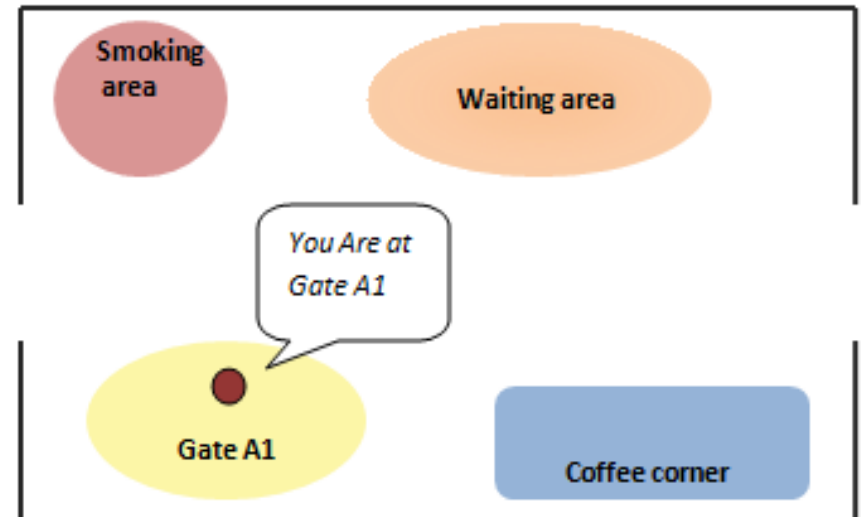 Smoking
area
Waiting area
You Are at
Gate A1
Gate A1
Coffee corner